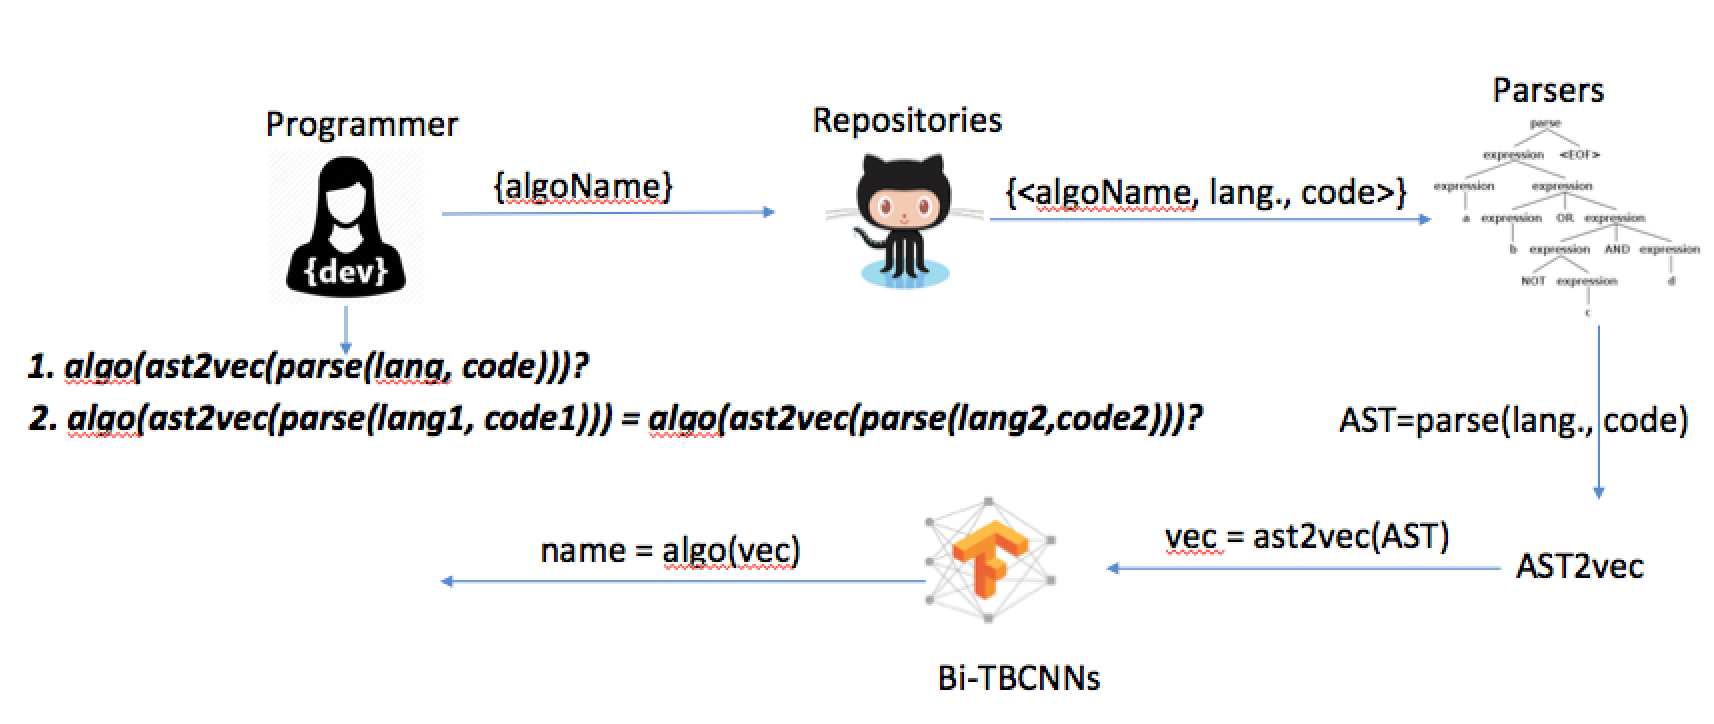 Parsers
Programmer
Repositories
{algoName}
{<algoName, lang., code>}
{dev}
parse
expression <EOF>
expression expression
a expression OR expression
b expression AND expression
NOT expression d
c
1. algo(ast2vec(parse(lang, code)))?
2. algo(ast2vec(parse(lang1, code1))) = algo(ast2vec(parse(lang2,code2)))?
AST=parse(lang., code)
name = algo(vec)
vec = ast2vec(AST)
AST2vec
Bi-TBCNNs